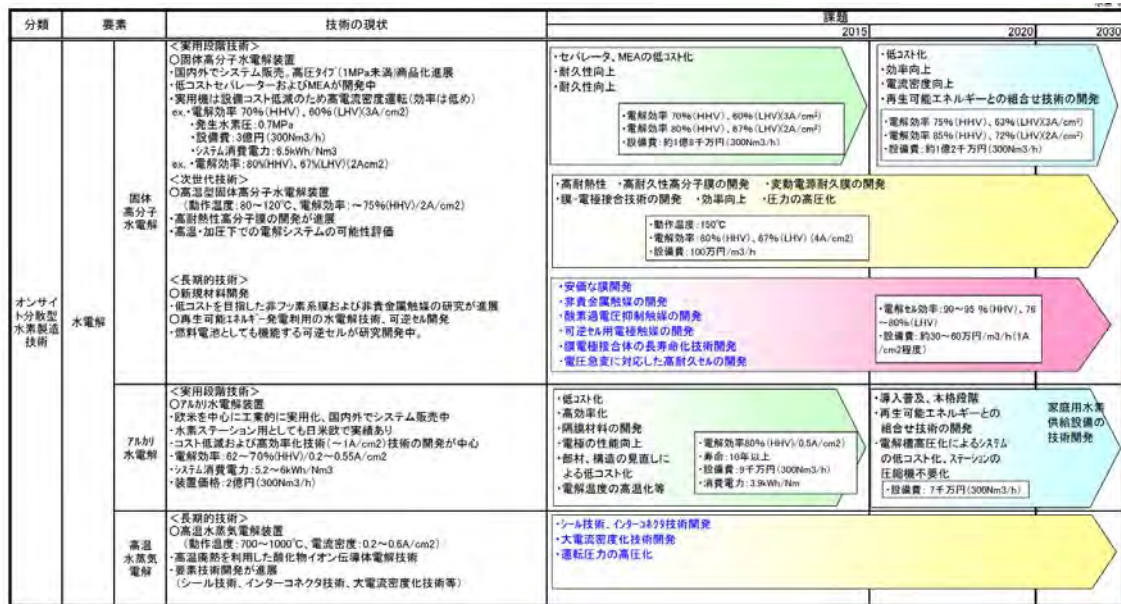 分類
要素
技術の現状
課題
2015
2020
2030
オンサイ
ト分散型
水素製造
技術
水電解
固体
高分子
水電解
<実用段階技術>
○固体高分子水電解装置
・国内外でシステム販売。高圧タイプ(1MPa未満)商品化進展
・低コストセパレーターおよびMEAが開発中
・実用機は設備コスト低減のため高電流密度運転(効率は低め)
ex.・電解効率 70%(HHV)、60%(LHV)(3A/cm2)
・発生水素圧:0.7MPa
・設備費:3億円(300Nm3/h)
・システム消費電力:6.5kWh/Nm3
ex.・電解効率:80%(HHV)、67%(LHV)(2Acm2)
・セパレータ、MEAの低コスト化
・耐久性向上
・耐久性向上
・電解効率 70%(HHV)、60%(LHV)(3A/cm²)
・電解効率 80%(HHV)、67%(LHV)(2A/cm²)
・設備費:約1億8千万円(300Nm3/h)
・低コスト化
・効率向上
・電流密度向上
・再生可能エネルギーとの組合せ技術の開発
・電解効率 75%(HHV)、63%(LHV)(3A/cm²)
・電解効率 85%(HHV)、72%(LHV)(2A/cm²)
・設備費:約1億2千万円(300Nm3/h)
<次世代技術>
○高温型固体高分子水電解装置
(動作温度:80～120℃、電解効率:～75%(HHV)/2A/cm2)
・高耐熱性高分子膜の開発が進展
・高温・加圧下での電解システムの可能性評価
・高耐熱性 ・高耐久性高分子膜の開発 ・変動電源耐久膜の開発
・膜・電極接合技術の開発 ・効率向上 ・圧力の高圧化
・動作温度:150℃
・電解効率:80%(HHV)、67%(LHV) (4A/cm2)
・設備費:100万円/m3/h
<長期的技術>
○新規材料開発
・低コストを目指した非フッ素系膜および非貴金属触媒の研究が進展
○再生可能エネルギー発電利用の水電解技術、可逆セル開発
・燃料電池としても機能する可逆セルが研究開発中。
・安価な膜開発
・非貴金属触媒の開発
・酸素過電圧抑制触媒の開発
・可逆セル用電極触媒の開発
・膜電極接合体の長寿命化技術開発
・電圧急変に対応した高耐久セルの開発
・電解セル効率:90～95 %(HHV)、76
～80%(LHV)
・設備費:約30～60万円/m3/h(1A
/cm2程度)
アルカリ
水電解
<実用段階技術>
○アルカリ水電解装置
・欧米を中心に工業的に実用化、国内外でシステム販売中
・水素ステーション用としても日米欧で実績あり
・コスト低減および高効率化技術(～1A/cm2)技術の開発が中心
・電解効率:62～70%(HHV)/0.2～0.55A/cm2
・システム消費電力:5.2～6kWh/Nm3
・装置価格:2億円(300Nm3/h)
・低コスト化
・高効率化
・隔膜材料の開発
・電極の性能向上
・部材、構造の見直しに
よる低コスト化
・電解温度の高温化等
・電解効率80%(HHV)/0.5A/cm2)
・寿命:10年以上
・設備費:9千万円(300Nm3/h)
・消費電力:3.9kWh/Nm
・導入普及、本格段階
・再生可能エネルギーとの
組合せ技術の開発
・電解槽高圧化によるシステム
の低コスト化、ステーションの
圧縮機不要化
・設備費: 7千万円(300Nm3/h)
家庭用水素
供給設備の
技術開発
高温
水蒸気
電解
<長期的技術>
○高温水蒸気電解装置
(動作温度:700～1000℃、電流密度:0.2～0.6A/cm2)
・高温廃熱を利用した酸化物イオン伝導体電解技術
・要素技術開発が進展
(シール技術、インターコネクタ技術、大電流密度化技術等)
・シール技術、インターコネクタ技術開発
・大電流密度化技術開発
・運転圧力の高圧化